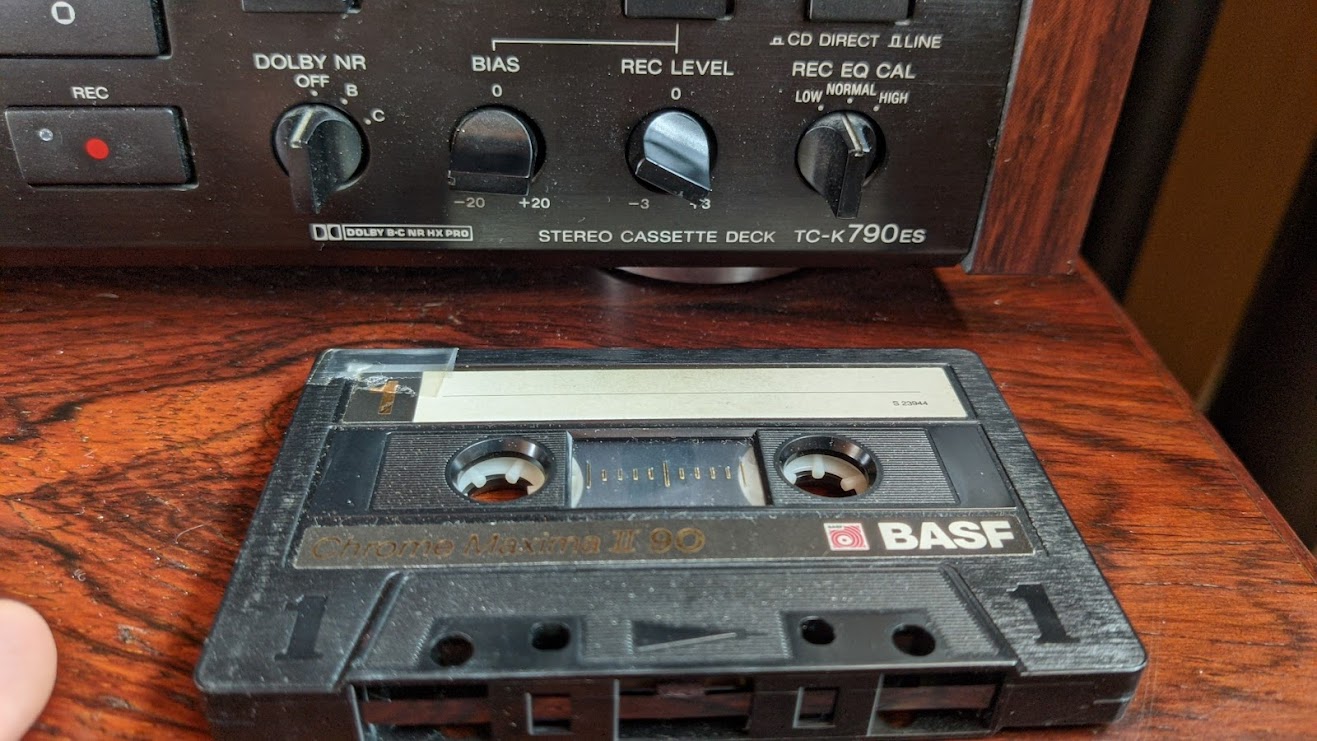 CD DIRECT LINE
DOLBY NR
BIAS
REC LEVEL
REC EQ CAL
OFF
B
C
0
0
LOW NORMAL HIGH
REC
-20 +20
-3 +3
DOLBY B-C NR HX PRO
STEREO CASSETTE DECK TC-K790ES
S 23944
Chrome Maxima II 90
BASF
1 1